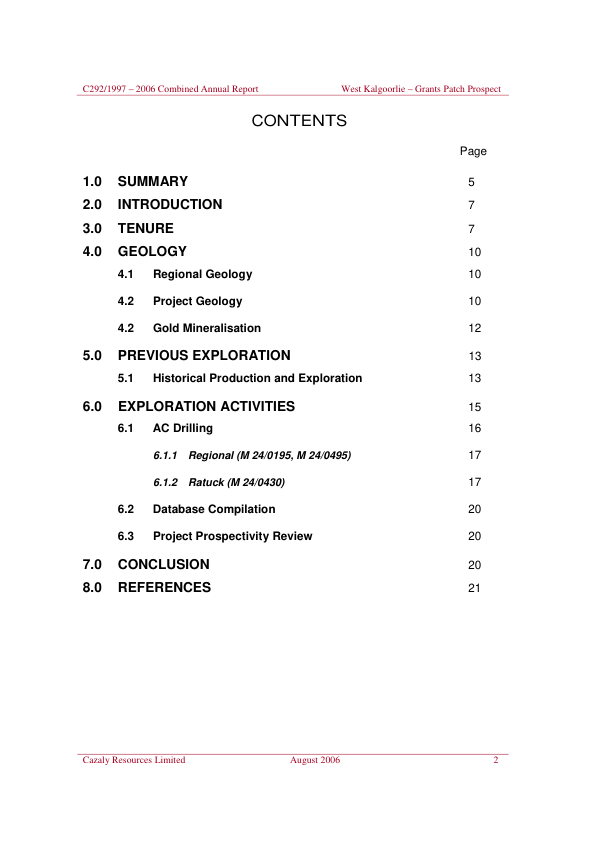 C292/1997 – 2006 Combined Annual Report West Kalgoorlie – Grants Patch Prospect
CONTENTS
Page
1.0 SUMMARY 5
2.0 INTRODUCTION 7
3.0 TENURE 7
4.0 GEOLOGY 10
4.1 Regional Geology 10
4.2 Project Geology 10
4.2 Gold Mineralisation 12
5.0 PREVIOUS EXPLORATION 13
5.1 Historical Production and Exploration 13
6.0 EXPLORATION ACTIVITIES 15
6.1 AC Drilling 16
6.1.1 Regional (M 24/0195, M 24/0495) 17
6.1.2 Ratuck (M 24/0430) 17
6.2 Database Compilation 20
6.3 Project Prospectivity Review 20
7.0 CONCLUSION 20
8.0 REFERENCES 21
Cazaly Resources Limited August 2006 2